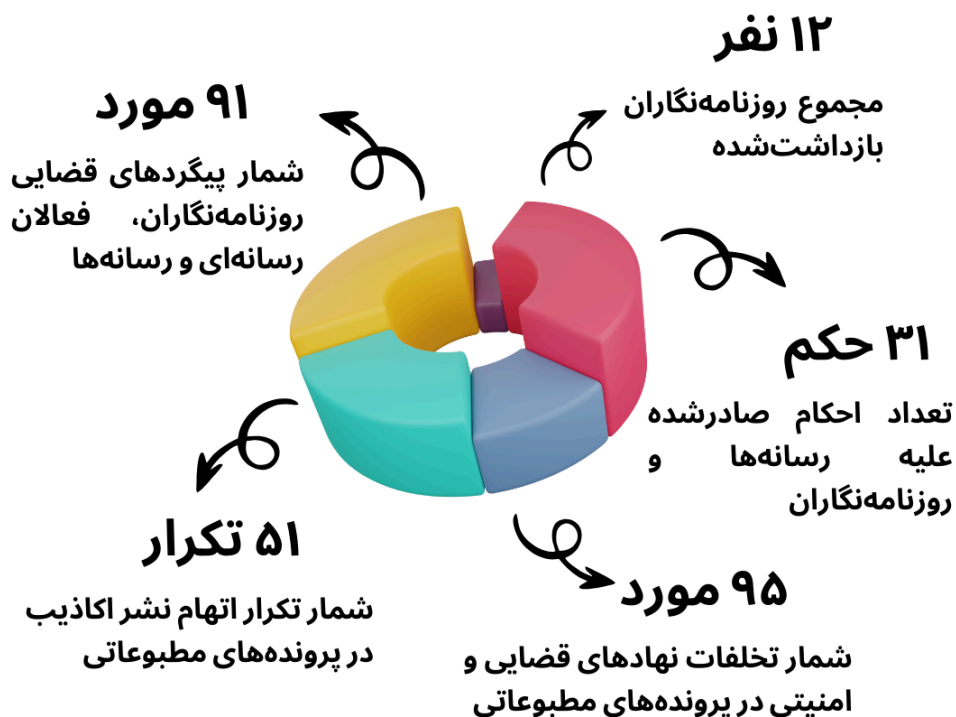 ۱۲ نفر
مجموع روزنامه‌نگاران
بازداشت‌شده
۳۱ حکم
تعداد احکام صادرشده
علیه رسانه‌ها و
روزنامه‌نگاران
۹۵ مورد
شمار تخلفات نهادهای قضایی و
امنیتی در پرونده‌های مطبوعاتی
۵۱ تکرار
شمار تکرار اتهام نشر اکاذیب
در پرونده‌های مطبوعاتی
۹۱ مورد
شمار پیگردهای قضایی
روزنامه‌نگاران، فعالان
رسانه‌ای و رسانه‌ها